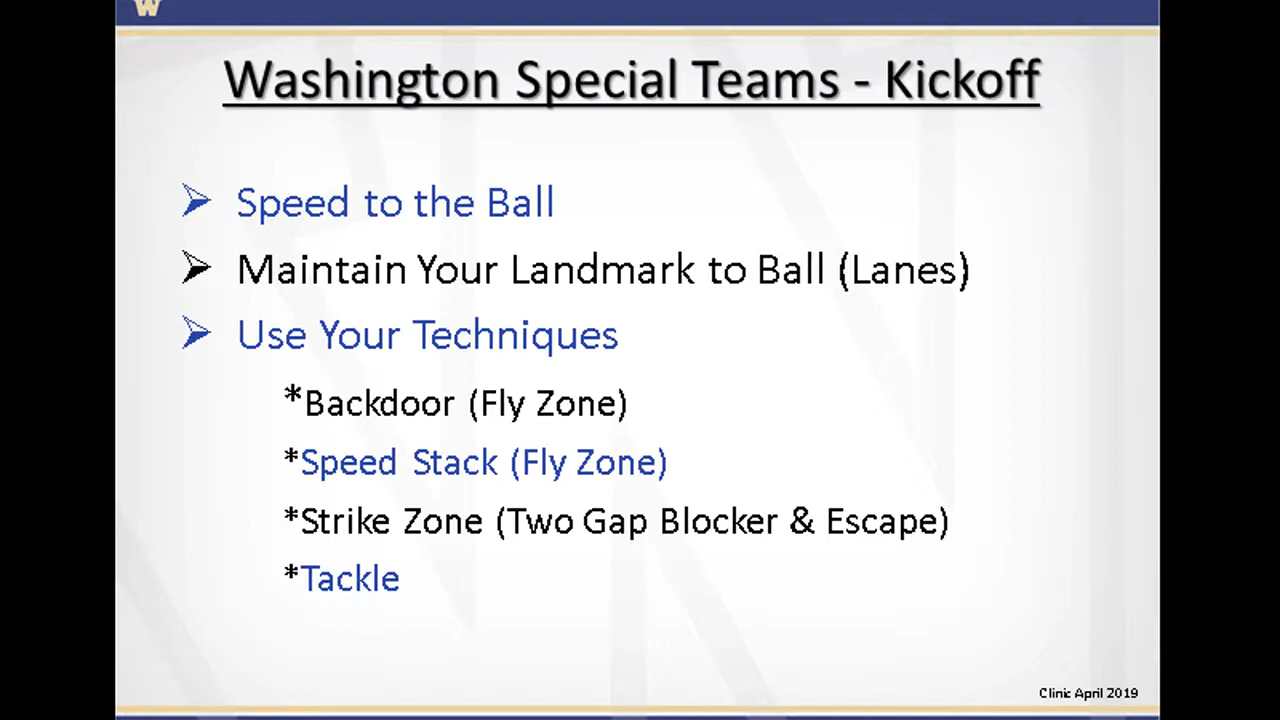 W
Washington Special Teams - Kickoff
Speed to the Ball
Maintain Your Landmark to Ball (Lanes)
Use Your Techniques
*Backdoor (Fly Zone)
*Speed Stack (Fly Zone)
*Strike Zone (Two Gap Blocker & Escape)
*Tackle
Clinic April 2019